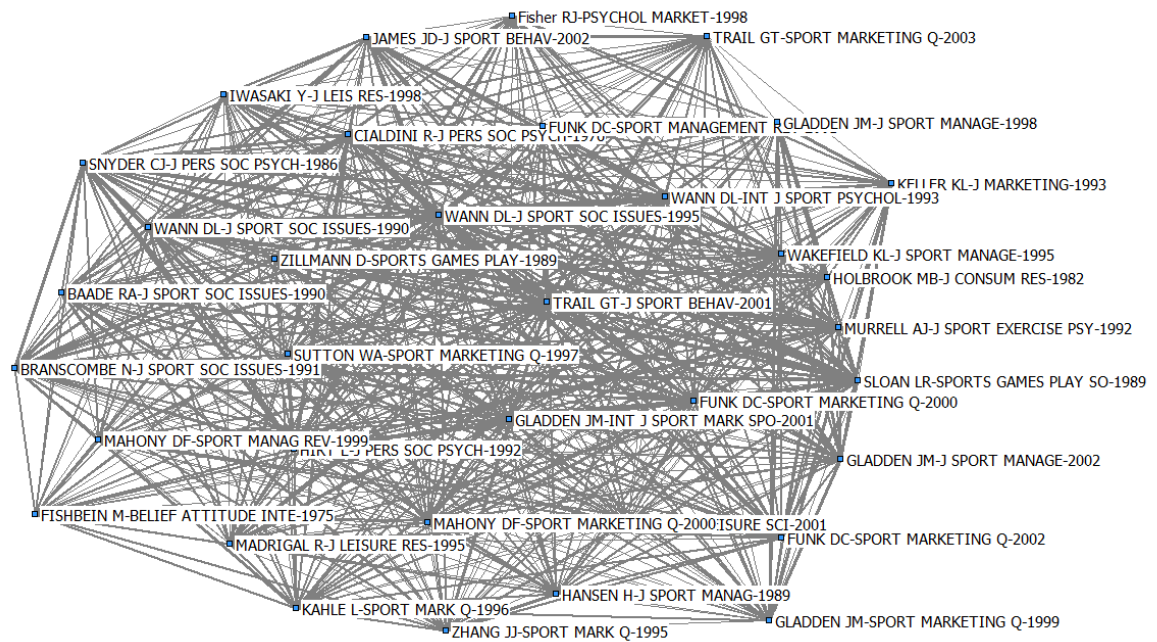 Fisher RJ-PSYCHOL MARKET-1998
JAMES JD-J SPORT BEHAV-2002
TRAIL GT-SPORT MARKETING Q-2003
IWASAKI Y-J LEIS RES-1998
CIALDINI R-J PERS SOC PSYCH-1976
FUNK DC-SPORT MANAGEMENT
GLADDEN JM-J SPORT MANAGE-1998
SNYDER CJ-J PERS SOC PSYCH-1986
KELLER KL-J MARKETING-1993
WANN DL-INT J SPORT PSYCHOL-1993
WANN DL-J SPORT SOC ISSUES-1995
WANN DL-J SPORT SOC ISSUES-1990
WAKEFIELD KL-J SPORT MANAGE-1995
ZILLMANN D-SPORTS GAMES PLAY-1989
HOLBROOK MB-J CONSUM RES-1982
BAADE RA-J SPORT SOC ISSUES-1990
TRAIL GT-J SPORT BEHAV-2001
MURRELL AJ-J SPORT EXERCISE PSY-1992
SUTTON WA-SPORT MARKETING Q-1997
BRANSCOMBE N-J SPORT SOC ISSUES-1991
SLOAN LR-SPORTS GAMES PLAY SO-1989
FUNK DC-SPORT MARKETING Q-2000
GLADDEN JM-INT J SPORT MARK SPO-2001
MAHONY DF-SPORT MANAG REV-1999
HIRT L-J PERS SOC PSYCH-1992
GLADDEN JM-J SPORT MANAGE-2002
FISHBEIN M-BELIEF ATTITUDE INTE-1975
MAHONY DF-SPORT MARKETING Q-2000
SCI-2001
FUNK DC-SPORT MARKETING Q-2002
MADRIGAL R-J LEISURE RES-1995
HANSEN H-J SPORT MANAG-1989
KAHLE L-SPORT MARK Q-1996
GLADDEN JM-SPORT MARKETING Q-1999
ZHANG JJ-SPORT MARK Q-1995